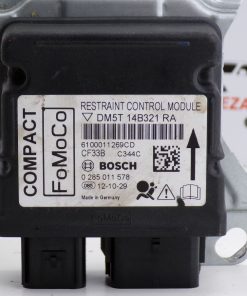 COMPACT
FoMoCo
RESTRAINT CONTROL MODULE
DM5T 14B321 RA
6100011269CD
CF33B C344C
BOSCH
0 285 011 578
12-10-29
Made in Germany